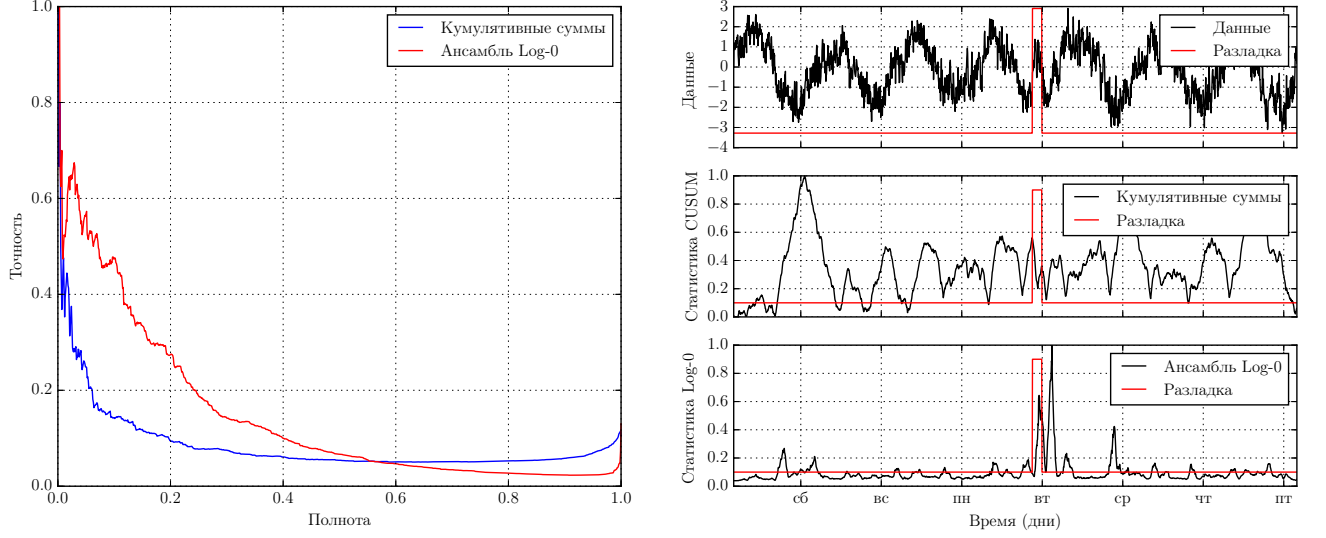 1.0
0.8
0.6
0.4
0.2
0.0
Точность
0.0 0.2 0.4 0.6 0.8 1.0
Полнота
Кумулятивные суммы
Ансамбль Log-0
3
2
1
0
−1
−2
−3
−4
Данные
Данные
Разладка
1.0
0.8
0.6
0.4
0.2
0.0
Статистика CUSUM
Кумулятивные суммы
Разладка
1.0
0.8
0.6
0.4
0.2
0.0
Статистика Log-0
Ансамбль Log-0
Разладка
сб вс пн вт ср чт пт
Время (дни)